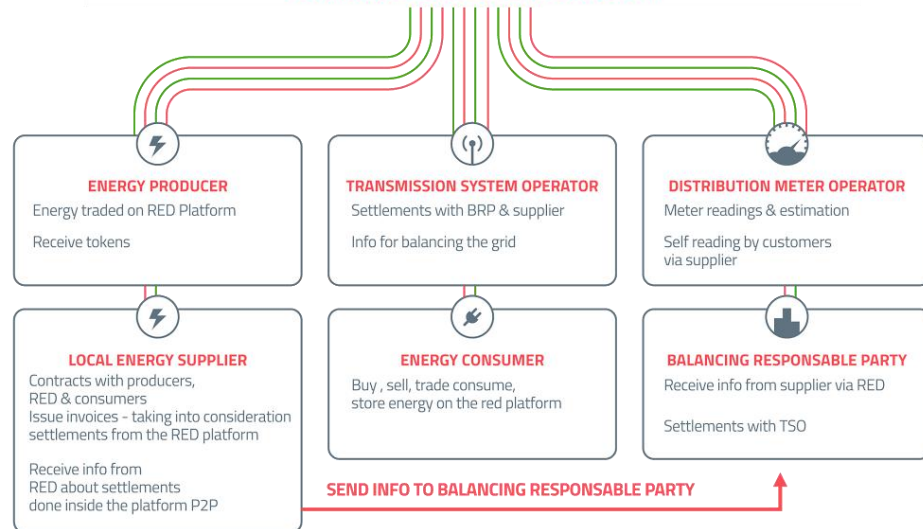 ENERGY PRODUCER
Energy traded on RED Platform
Receive tokens
TRANSMISSION SYSTEM OPERATOR
Settlements with BRP & supplier
Info for balancing the grid
DISTRIBUTION METER OPERATOR
Meter readings & estimation
Self reading by customers
via supplier
LOCAL ENERGY SUPPLIER
Contracts with producers,
RED & consumers
Issue invoices - taking into consideration
settlements from the RED platform
Receive info from
RED about settlements
done inside the platform P2P
ENERGY CONSUMER
Buy , sell, trade consume,
store energy on the red platform
BALANCING RESPONSABLE PARTY
Receive info from supplier via RED
Settlements with TSO
SEND INFO TO BALANCING RESPONSABLE PARTY